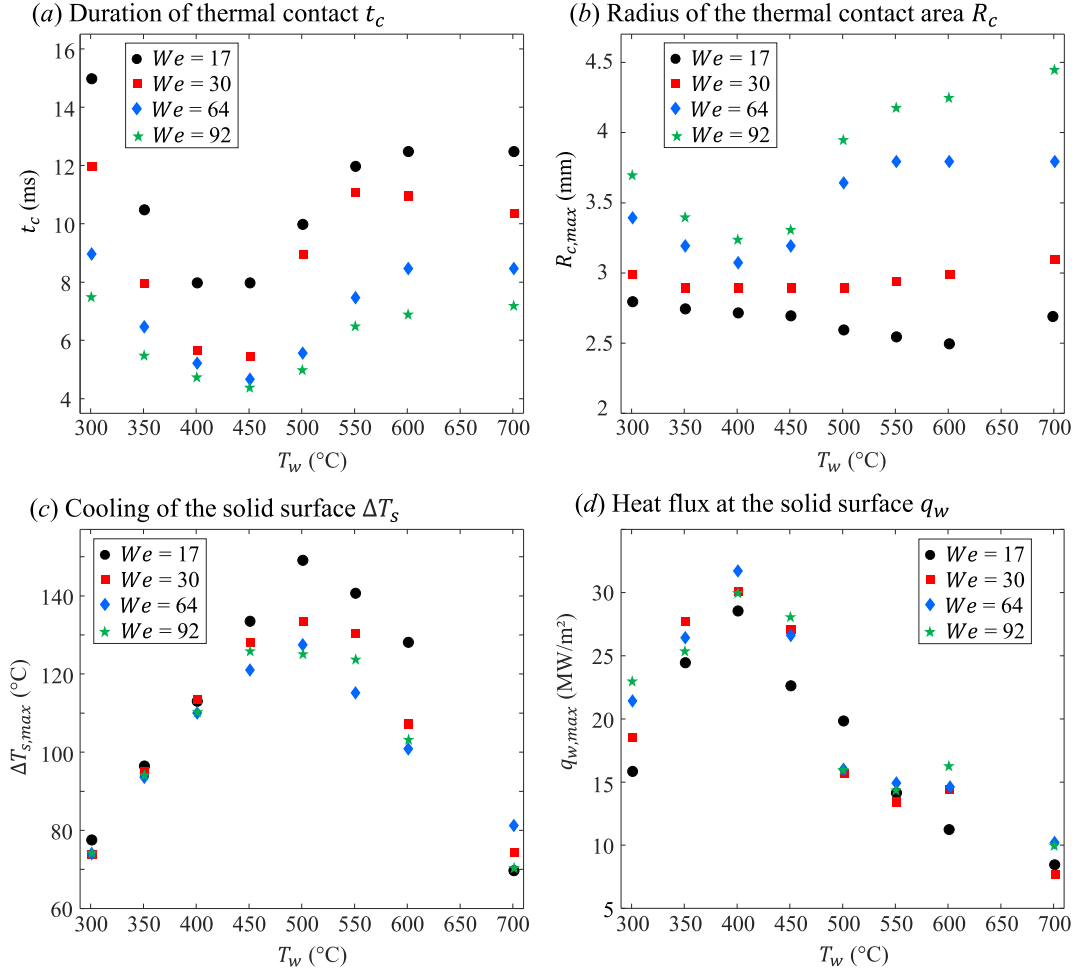 (a) Duration of thermal contact t_c
16
14
12
10
8
6
4
t_c (ms)
We = 17
We = 30
We = 64
We = 92
300 350 400 450 500 550 600 650 700
T_w (°C)
(b) Radius of the thermal contact area R_c
4.5
4
3.5
3
2.5
2
R_{c,max} (mm)
We = 17
We = 30
We = 64
We = 92
300 350 400 450 500 550 600 650 700
T_w (°C)
(c) Cooling of the solid surface ΔT_s
140
120
100
80
60
ΔT_{s,max} (°C)
We = 17
We = 30
We = 64
We = 92
300 350 400 450 500 550 600 650 700
T_w (°C)
(d) Heat flux at the solid surface q_w
30
25
20
15
10
5
q_{w,max} (MW/m²)
We = 17
We = 30
We = 64
We = 92
300 350 400 450 500 550 600 650 700
T_w (°C)